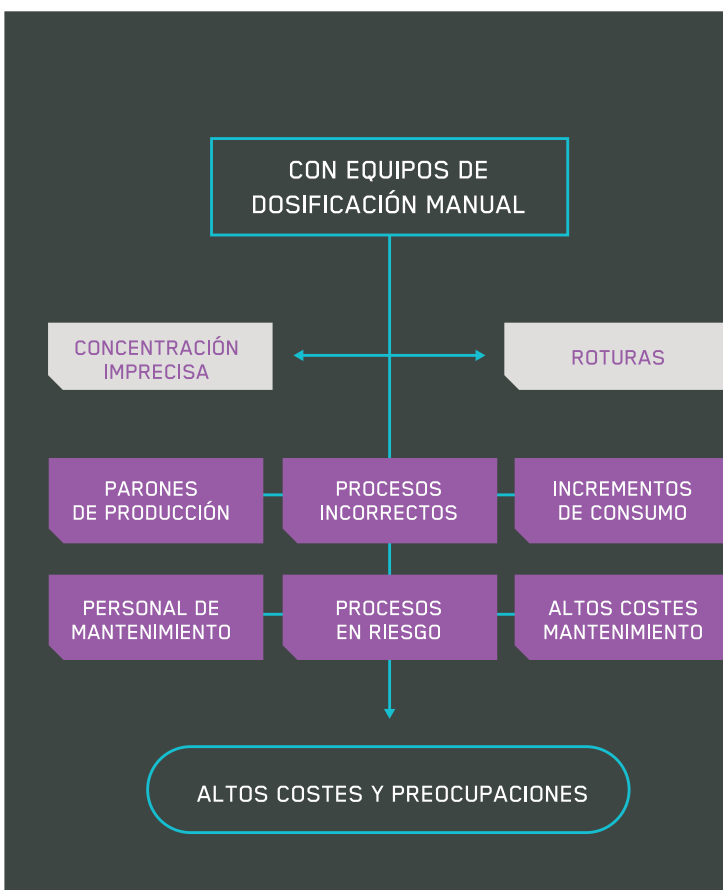 CON EQUIPOS DE
DOSIFICACIÓN MANUAL
CONCENTRACIÓN
IMPRECISA
ROTURAS
PARONES
DE PRODUCCIÓN
PROCESOS
INCORRECTOS
INCREMENTOS
DE CONSUMO
PERSONAL DE
MANTENIMIENTO
PROCESOS
EN RIESGO
ALTOS COSTES
MANTENIMIENTO
ALTOS COSTES Y PREOCUPACIONES